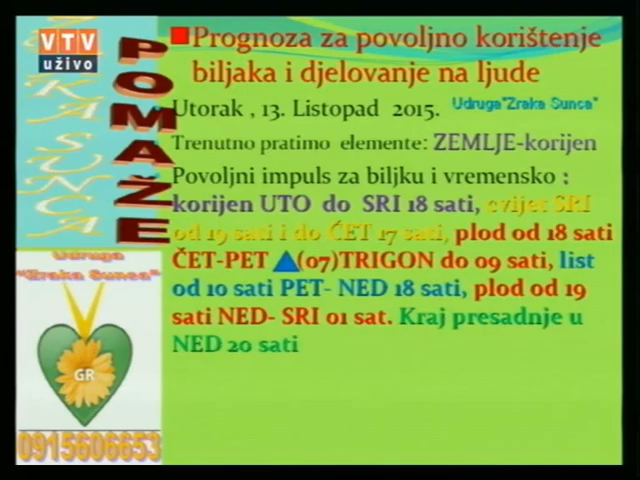 VTV
uživo
POMAŽE
ZRAKA SUNCA
Prognoza za povoljno korištenje
biljaka i djelovanje na ljude
Utorak , 13. Listopad 2015.
Udruga"Zraka Sunca"
Trenutno pratimo elemente: ZEMLJE-korijen
Povoljni impuls za biljku i vremensko :
korijen UTO do SRI 18 sati, cvijet SRI
od 19 sati i do ČET 17 sati, plod od 18 sati
ČET-PET (07)TRIGON do 09 sati, list
od 10 sati PET- NED 18 sati, plod od 19
sati NED- SRI 01 sat. Kraj presadnje u
NED 20 sati
Udruga
"Zraka Sunca"
GR
0915606653